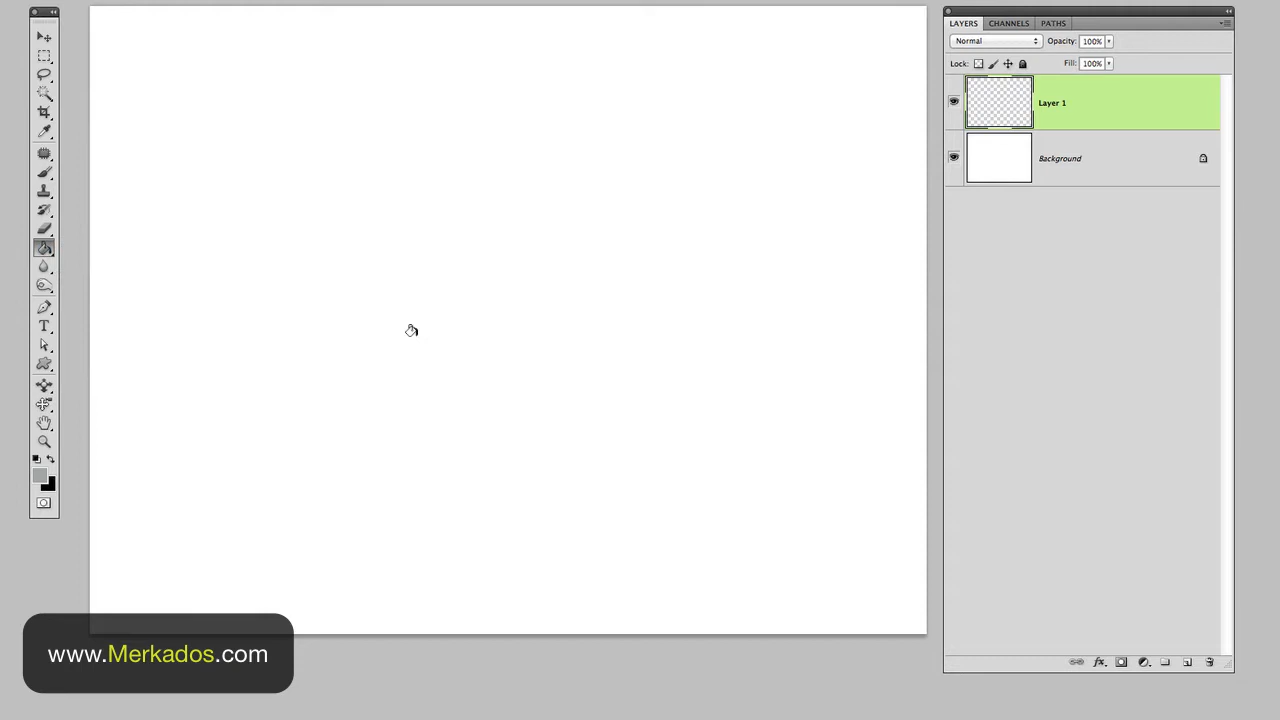 LAYERS CHANNELS PATHS
Normal Opacity: 100%
Lock: Fill: 100%
Layer 1
Background
www.Merkados.com